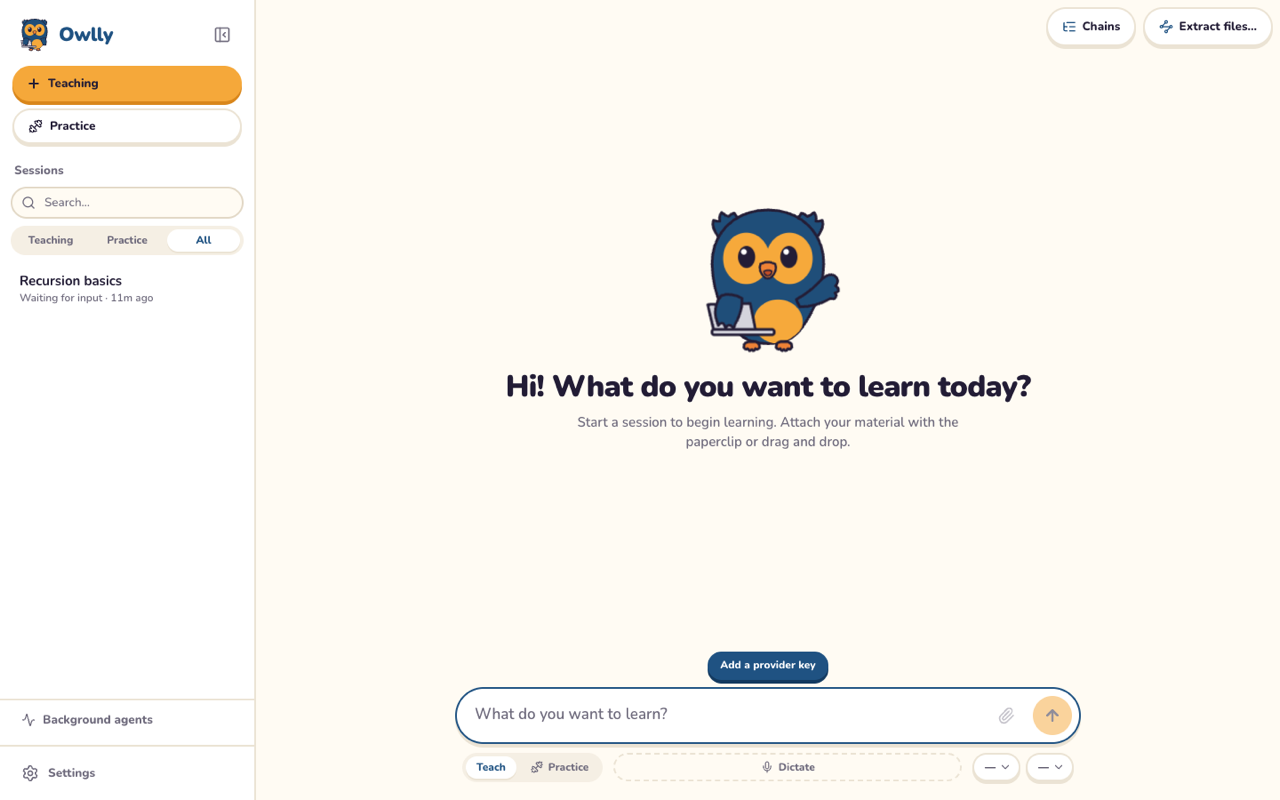 Owlly
Teaching
Practice
Sessions
Search...
Teaching Practice All
Recursion basics
Waiting for input · 11m ago
Background agents
Settings
Chains
Extract files...
Hi! What do you want to learn today?
Start a session to begin learning. Attach your material with the
paperclip or drag and drop.
Add a provider key
What do you want to learn?
Teach Practice Dictate — —